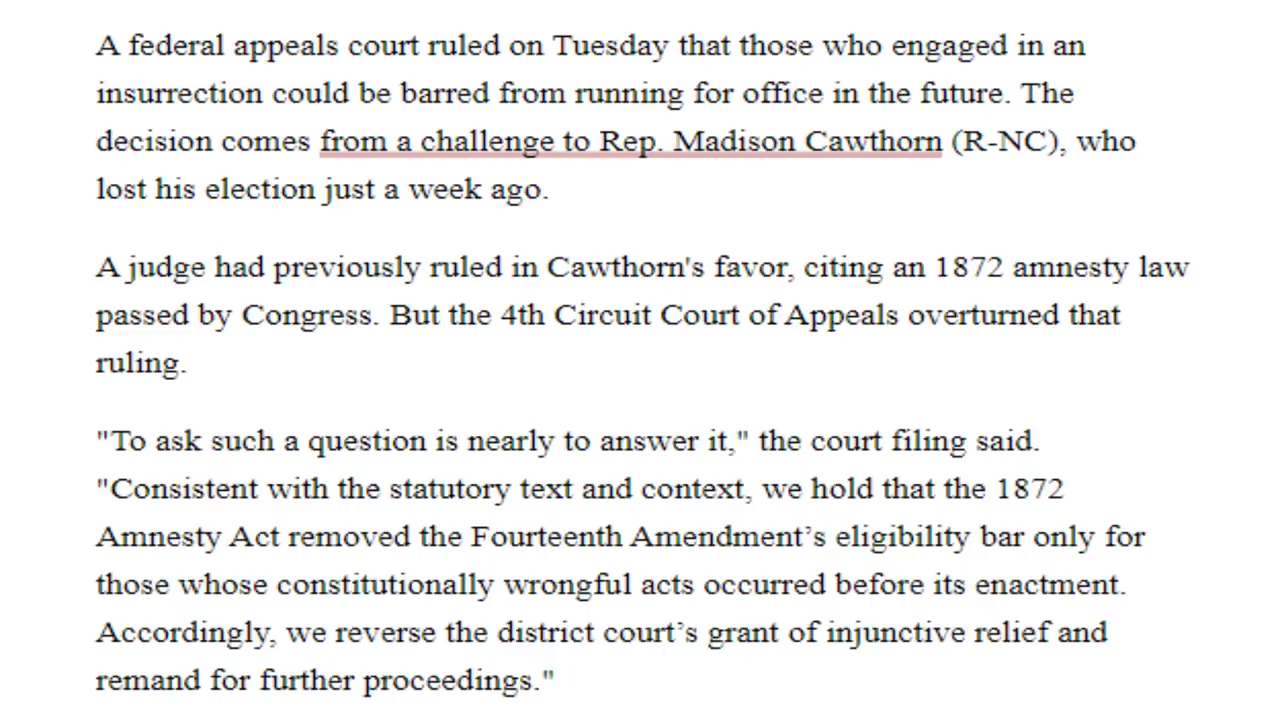 A federal appeals court ruled on Tuesday that those who engaged in an
insurrection could be barred from running for office in the future. The
decision comes from a challenge to Rep. Madison Cawthorn (R-NC), who
lost his election just a week ago.
A judge had previously ruled in Cawthorn's favor, citing an 1872 amnesty law
passed by Congress. But the 4th Circuit Court of Appeals overturned that
ruling.
"To ask such a question is nearly to answer it," the court filing said.
"Consistent with the statutory text and context, we hold that the 1872
Amnesty Act removed the Fourteenth Amendment’s eligibility bar only for
those whose constitutionally wrongful acts occurred before its enactment.
Accordingly, we reverse the district court’s grant of injunctive relief and
remand for further proceedings."